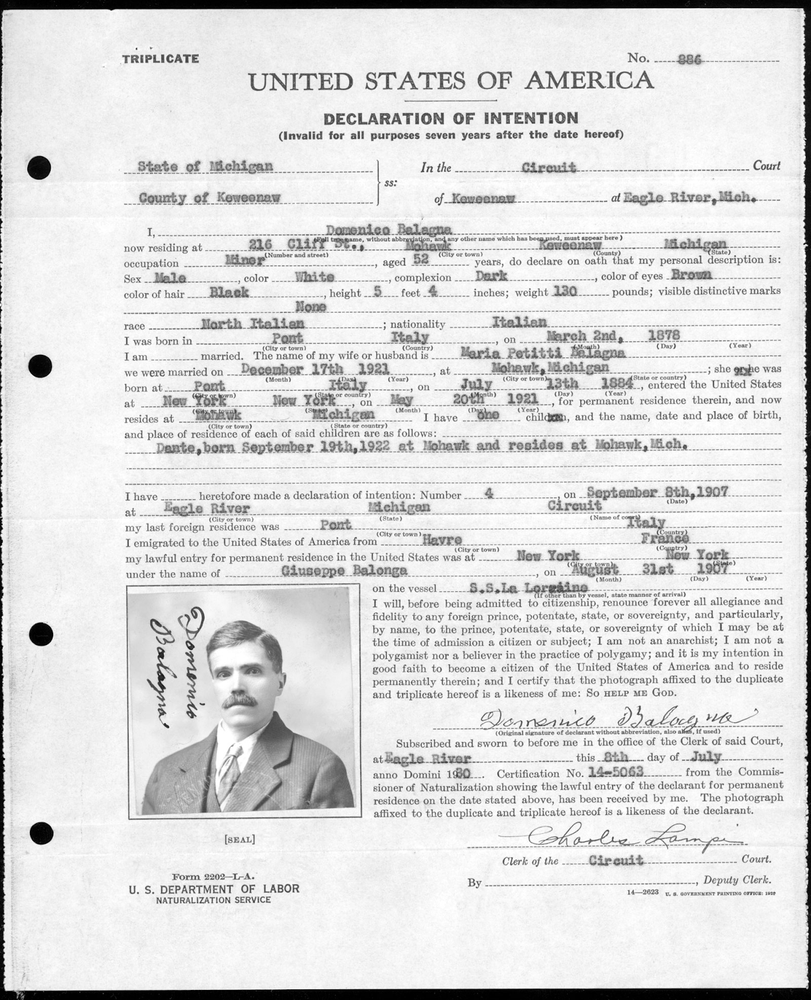 TRIPLICATE
No. 886
UNITED STATES OF AMERICA
DECLARATION OF INTENTION
(Invalid for all purposes seven years after the date hereof)
State of Michigan
In the Circuit Court
ss:
County of Keweenaw
of Keweenaw at Eagle River, Mich.
I, Domenico Balagna
(Full true name, without abbreviation, and any other name which has been used, must appear here)
now residing at 216 Cliff St., Mohawk Keweenaw Michigan
(Number and street) (City or town) (County) (State)
occupation Miner, aged 52 years, do declare on oath that my personal description is:
Sex Male, color White, complexion Dark, color of eyes Brown
color of hair Black, height 5 feet 4 inches; weight 130 pounds; visible distinctive marks
None
race North Italian; nationality Italian
I was born in Pont Italy, on March 2nd, 1878
(City or town) (Country) (Month) (Day) (Year)
I am married. The name of my wife or husband is Maria Petitti Balagna
we were married on December 17th 1921, at Mohawk, Michigan; she or he was
(Month) (Day) (Year) (City or town) (State or country)
born at Pont Italy, on July 13th 1884, entered the United States
(City or town) (State or country) (Month) (Day) (Year)
at New York New York, on May 20th 1921, for permanent residence therein, and now
(City or town) (State) (Month) (Day) (Year)
resides at Mohawk Michigan I have one children, and the name, date and place of birth,
(City or town) (State or country)
and place of residence of each of said children are as follows:
Dante, born September 19th, 1922 at Mohawk and resides at Mohawk, Mich.
I have heretofore made a declaration of intention: Number 4, on September 8th, 1907
(Date)
at Eagle River Michigan Circuit
(City or town) (State) (Name of court)
my last foreign residence was Pont Italy
(City or town) (Country)
I emigrated to the United States of America from Havre France
(City or town) (Country)
my lawful entry for permanent residence in the United States was at New York New York
(City or town) (State)
under the name of Giuseppe Balonga, on August 31st 1907
(Month) (Day) (Year)
on the vessel S.S.La Lorraine
(If other than by vessel, state manner of arrival)
I will, before being admitted to citizenship, renounce forever all allegiance and
fidelity to any foreign prince, potentate, state, or sovereignty, and particularly,
by name, to the prince, potentate, state, or sovereignty of which I may be at
the time of admission a citizen or subject; I am not an anarchist; I am not a
polygamist nor a believer in the practice of polygamy; and it is my intention in
good faith to become a citizen of the United States of America and to reside
permanently therein; and I certify that the photograph affixed to the duplicate
and triplicate hereof is a likeness of me: So HELP ME GOD.
Domenico Balagna
Domenico Balagna
(Original signature of declarant without abbreviation, also alias, if used)
Subscribed and sworn to before me in the office of the Clerk of said Court,
at Eagle River this 8th day of July
anno Domini 1930. Certification No. 14-5063 from the Commis-
sioner of Naturalization showing the lawful entry of the declarant for permanent
residence on the date stated above, has been received by me. The photograph
affixed to the duplicate and triplicate hereof is a likeness of the declarant.
[SEAL]
Charles Lampi
Clerk of the Circuit Court.
By , Deputy Clerk.
Form 2202—L-A.
U. S. DEPARTMENT OF LABOR
NATURALIZATION SERVICE
14—2623 U. S. GOVERNMENT PRINTING OFFICE: 1929